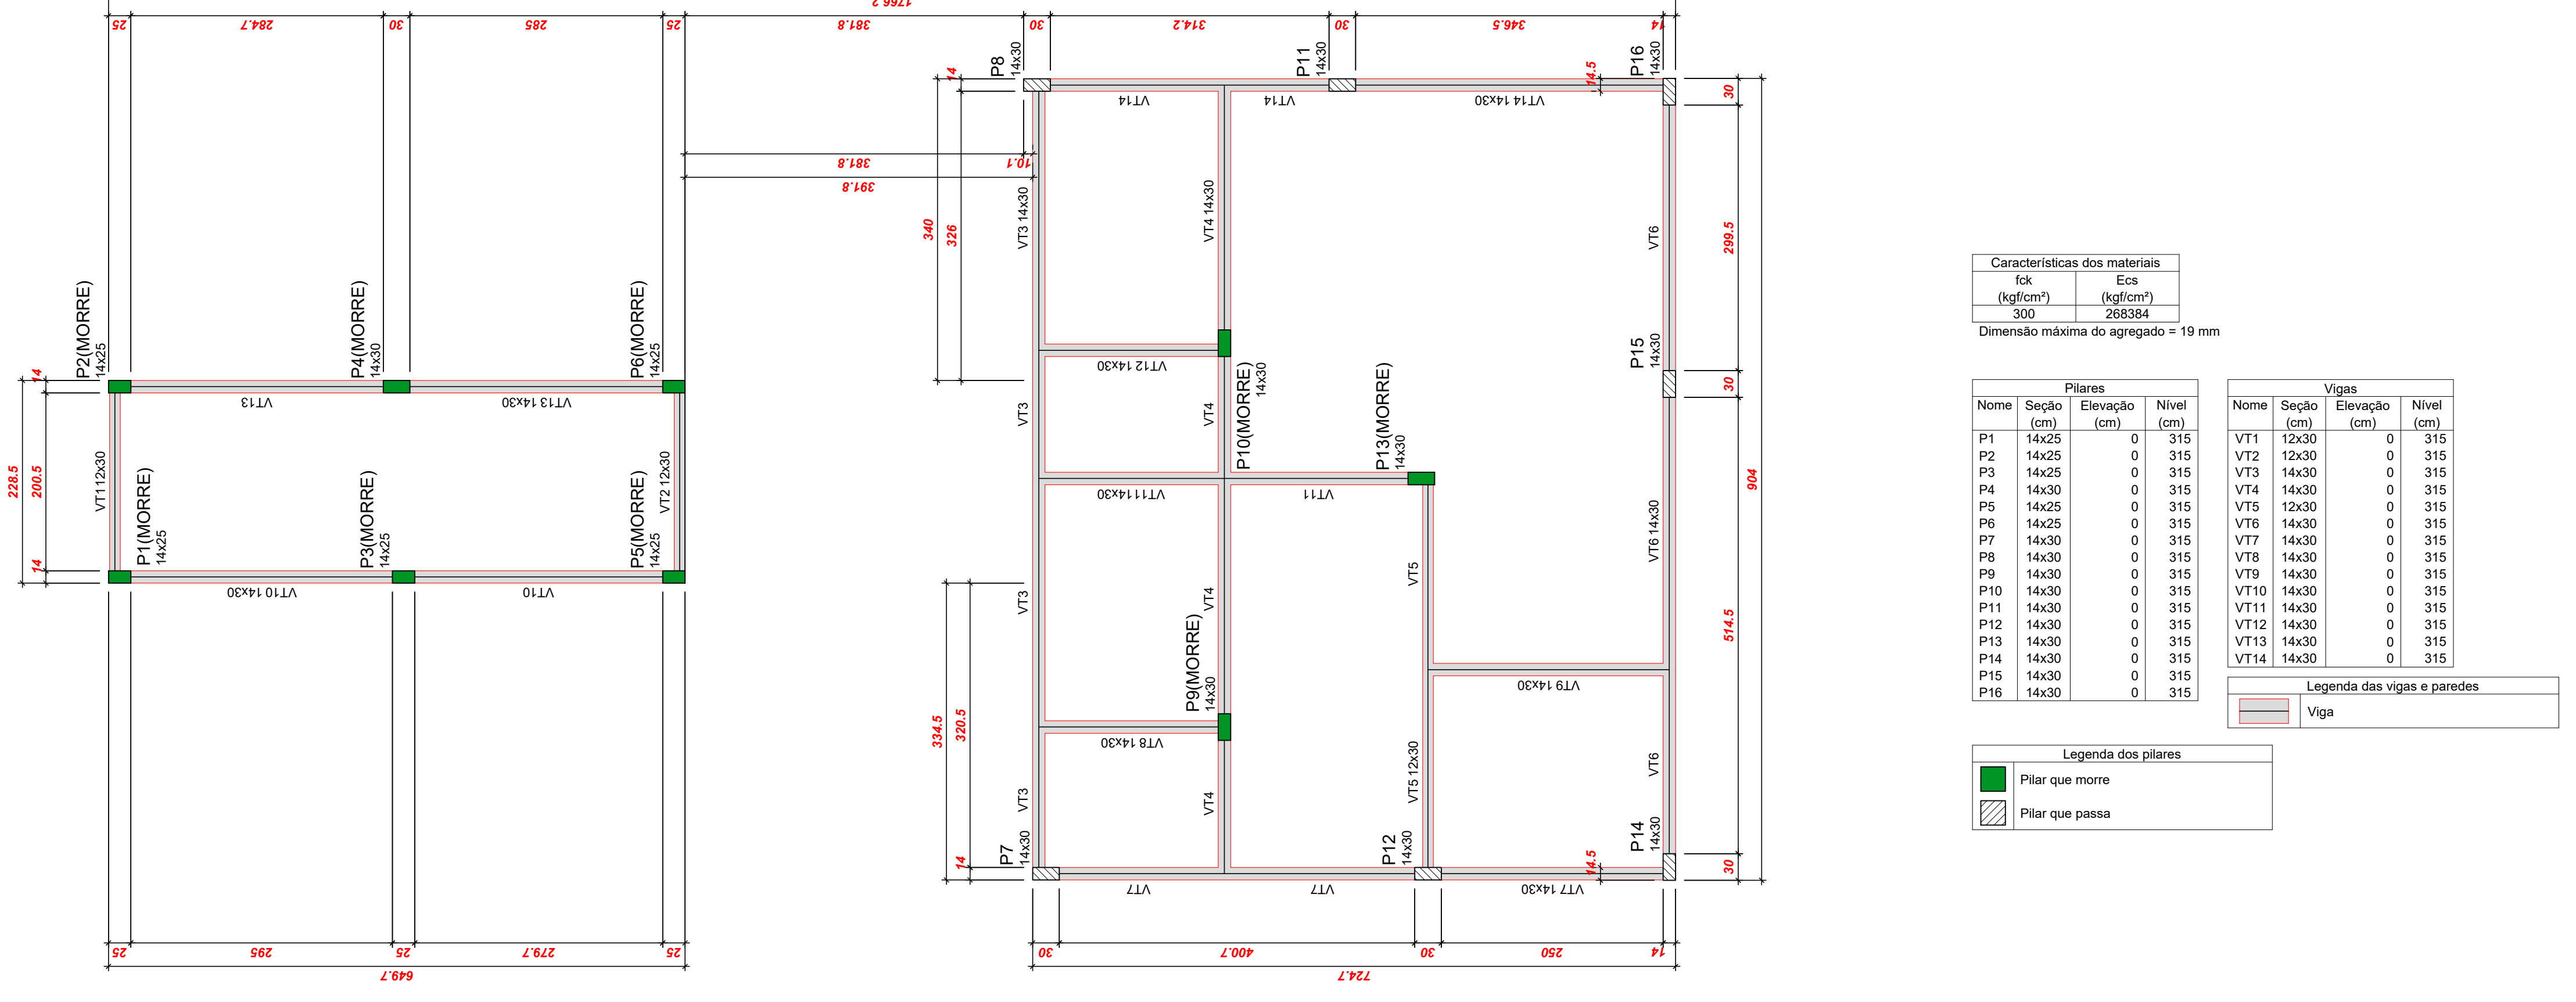 1766.2
25
284.7
30
285
25
381.8
30
314.2
30
346.5
14
P8
14x30
P11
14x30
P16
14x30
14
14.5
30
VT14
VT14
VT14 14x30
381.8
10.1
391.8
340
326
VT3 14x30
VT4 14x30
VT6
299.5
P2(MORRE)
14x25
P4(MORRE)
14x30
P6(MORRE)
14x25
14
VT13
VT13 14x30
228.5
200.5
14
VT1 12x30
P1(MORRE)
14x25
P3(MORRE)
14x25
P5(MORRE)
14x25
VT2 12x30
VT10 14x30
VT10
VT12 14x30
P10(MORRE)
14x30
P13(MORRE)
14x30
P15
14x30
30
VT3
VT4
VT11 14x30
VT11
904
VT6 14x30
VT5
VT3
VT4
P9(MORRE)
14x30
514.5
334.5
320.5
VT9 14x30
VT8 14x30
VT3
VT4
VT5 12x30
VT6
P7
14x30
P12
14x30
P14
14x30
14
14.5
30
VT7
VT7
VT7 14x30
25
295
25
279.7
25
649.7
30
400.7
30
250
14
724.7
Características dos materiais
fck Ecs
(kgf/cm²) (kgf/cm²)
300 268384
Dimensão máxima do agregado = 19 mm
Pilares
Nome Seção Elevação Nível
(cm) (cm) (cm)
P1 14x25 0 315
P2 14x25 0 315
P3 14x25 0 315
P4 14x30 0 315
P5 14x25 0 315
P6 14x25 0 315
P7 14x30 0 315
P8 14x30 0 315
P9 14x30 0 315
P10 14x30 0 315
P11 14x30 0 315
P12 14x30 0 315
P13 14x30 0 315
P14 14x30 0 315
P15 14x30 0 315
P16 14x30 0 315
Vigas
Nome Seção Elevação Nível
(cm) (cm) (cm)
VT1 12x30 0 315
VT2 12x30 0 315
VT3 14x30 0 315
VT4 14x30 0 315
VT5 12x30 0 315
VT6 14x30 0 315
VT7 14x30 0 315
VT8 14x30 0 315
VT9 14x30 0 315
VT10 14x30 0 315
VT11 14x30 0 315
VT12 14x30 0 315
VT13 14x30 0 315
VT14 14x30 0 315
Legenda das vigas e paredes
Viga
Legenda dos pilares
Pilar que morre
Pilar que passa